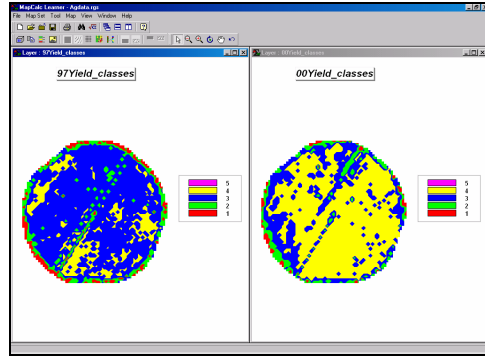 MapCalc Learner - Agdata.rgs
File Map Set Tool Map View Window Help
Layer : 97Yield_classes
97Yield_classes
5
4
3
2
1
Layer : 00Yield_classes
00Yield_classes
5
4
3
2
1